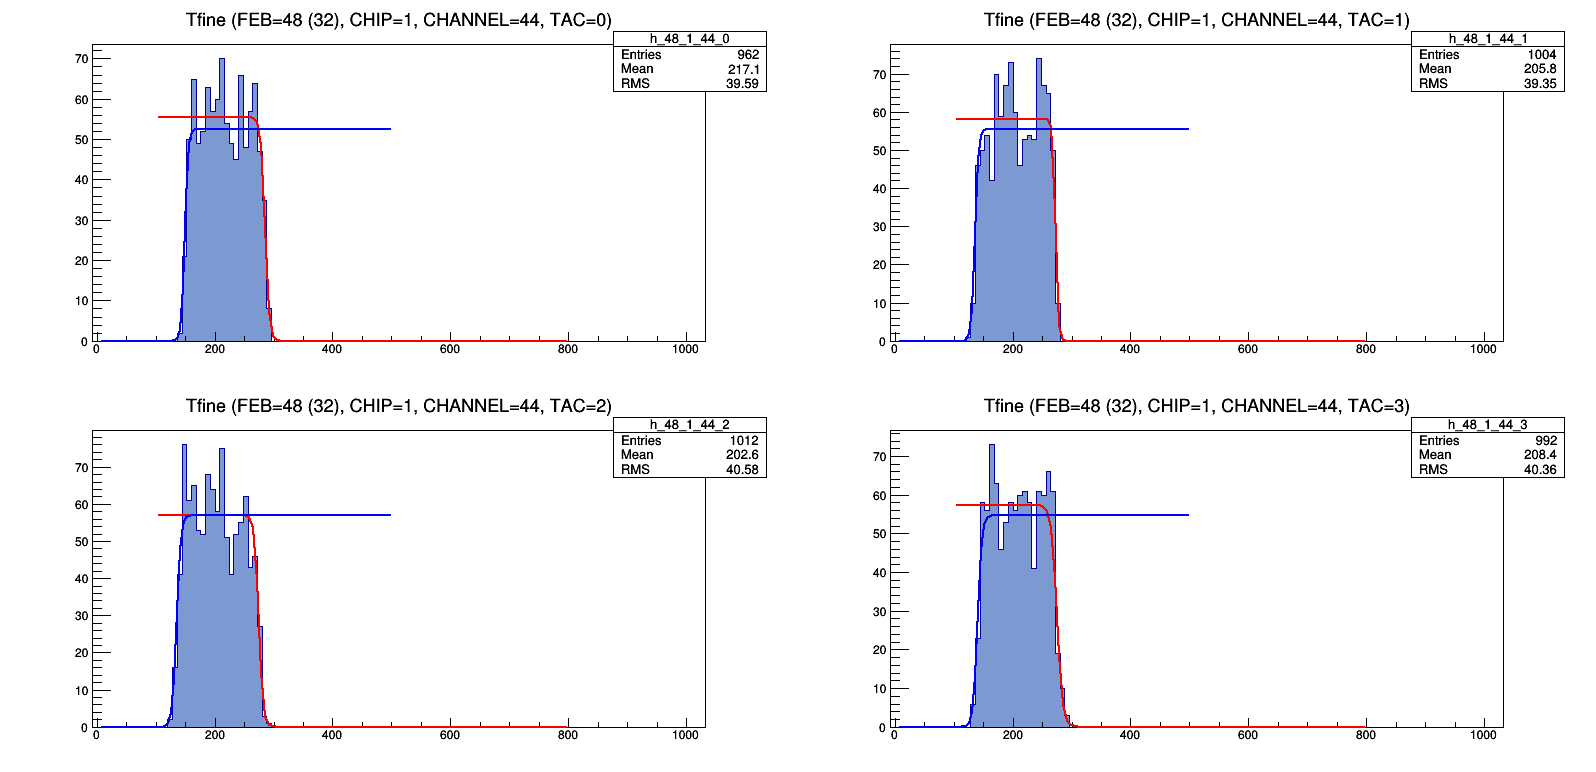 Tfine (FEB=48 (32), CHIP=1, CHANNEL=44, TAC=0)
h_48_1_44_0
Entries 962
Mean 217.1
RMS 39.59
70
60
50
40
30
20
10
0
0 200 400 600 800 1000
Tfine (FEB=48 (32), CHIP=1, CHANNEL=44, TAC=1)
h_48_1_44_1
Entries 1004
Mean 205.8
RMS 39.35
70
60
50
40
30
20
10
0
0 200 400 600 800 1000
Tfine (FEB=48 (32), CHIP=1, CHANNEL=44, TAC=2)
h_48_1_44_2
Entries 1012
Mean 202.6
RMS 40.58
70
60
50
40
30
20
10
0
0 200 400 600 800 1000
Tfine (FEB=48 (32), CHIP=1, CHANNEL=44, TAC=3)
h_48_1_44_3
Entries 992
Mean 208.4
RMS 40.36
70
60
50
40
30
20
10
0
0 200 400 600 800 1000